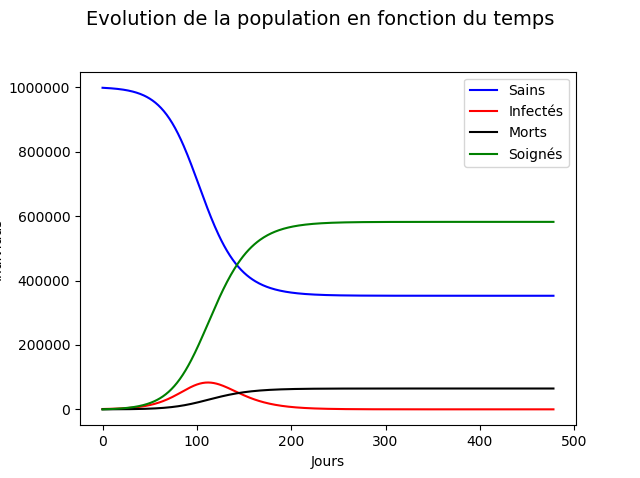 Evolution de la population en fonction du temps
Sains
Infectés
Morts
Soignés
1000000
800000
600000
400000
200000
0
0 100 200 300 400 500
Jours